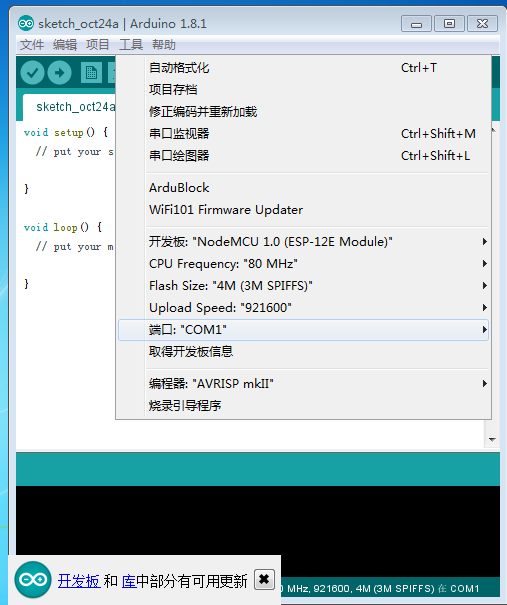 sketch_oct24a | Arduino 1.8.1
文件 编辑 项目 工具 帮助
sketch_oct24a
void setup() {
// put your s
}
void loop() {
// put your m
}
自动格式化 Ctrl+T
项目存档
修正编码并重新加载
串口监视器 Ctrl+Shift+M
串口绘图器 Ctrl+Shift+L
ArduBlock
WiFi101 Firmware Updater
开发板: "NodeMCU 1.0 (ESP-12E Module)"
CPU Frequency: "80 MHz"
Flash Size: "4M (3M SPIFFS)"
Upload Speed: "921600"
端口: "COM1"
取得开发板信息
编程器: "AVRISP mkII"
烧录引导程序
开发板 和 库中部分有可用更新
0 MHz, 921600, 4M (3M SPIFFS) 在 COM1